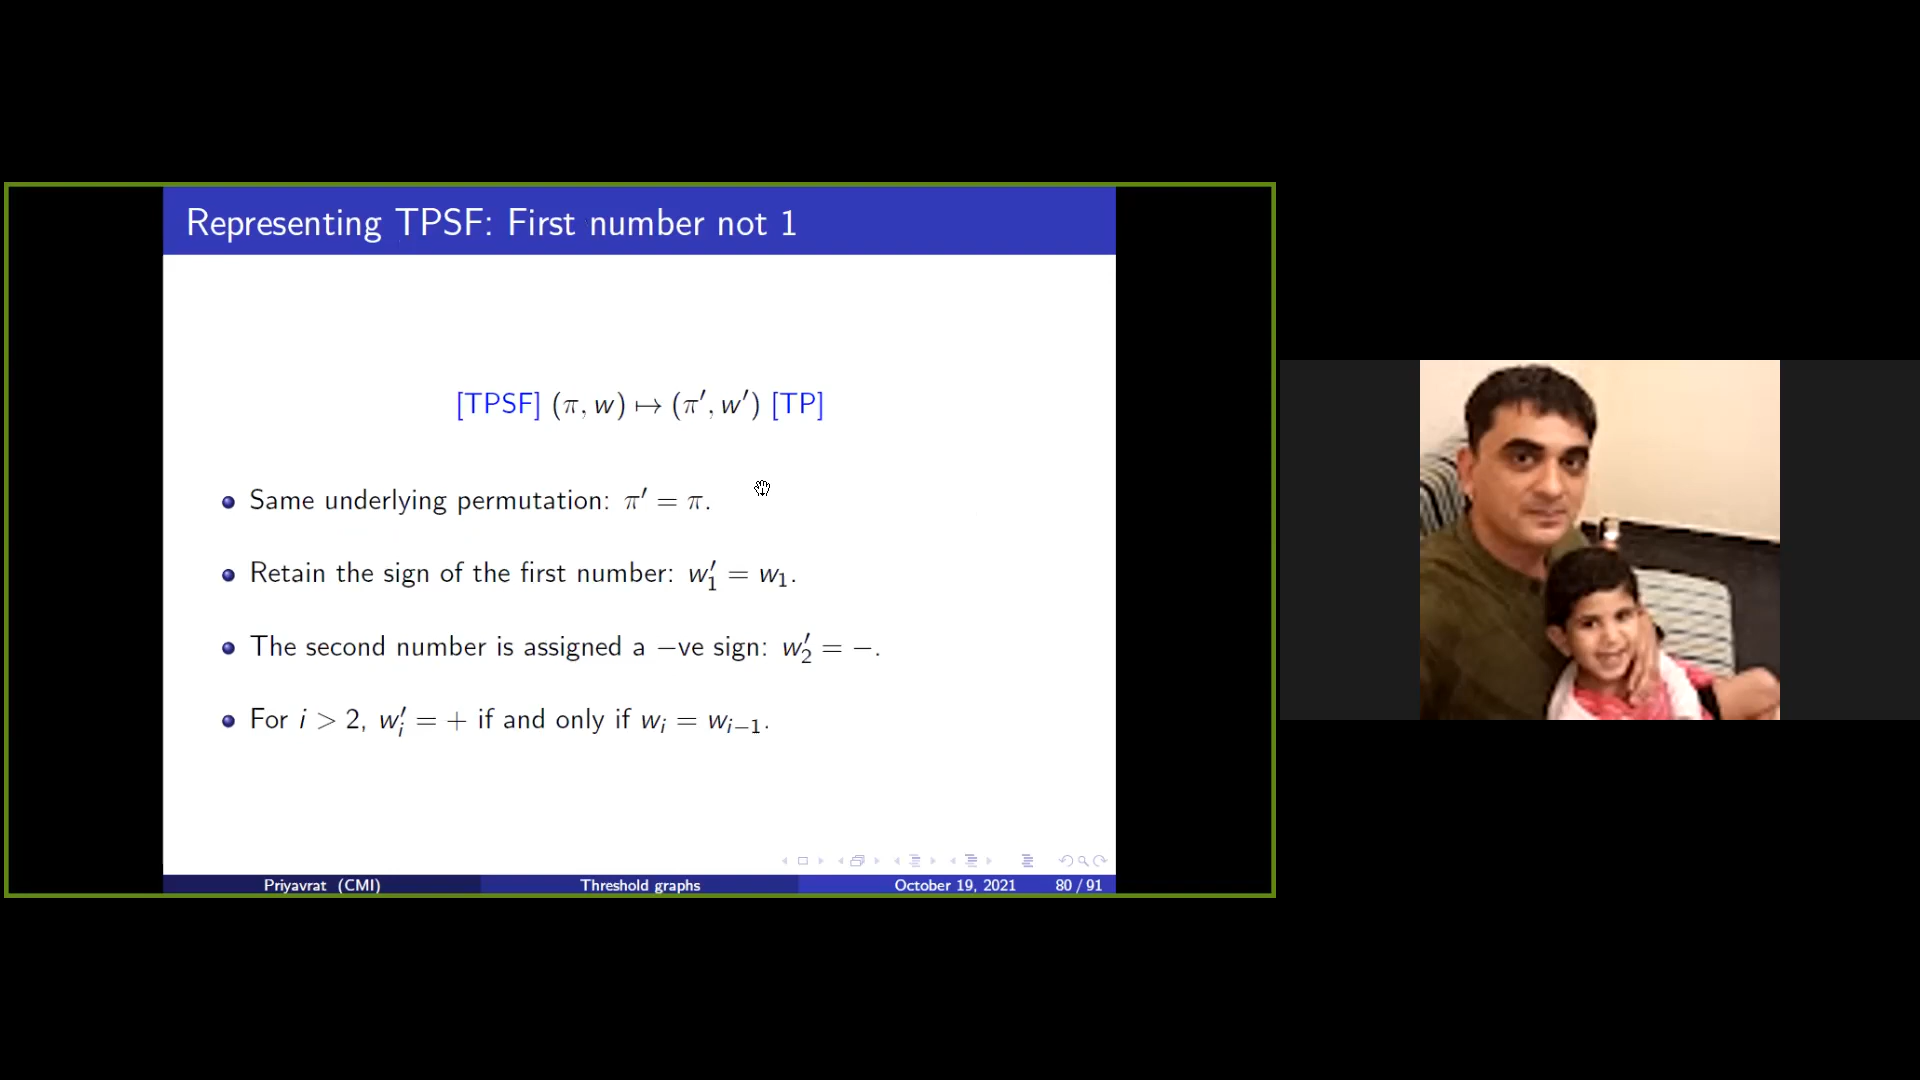 Representing TPSF: First number not 1
[TPSF] (π, w) ↦ (π′, w′) [TP]
Same underlying permutation: π′ = π.
Retain the sign of the first number: w′₁ = w₁.
The second number is assigned a −ve sign: w′₂ = −.
For i > 2, w′ᵢ = + if and only if wᵢ = wᵢ₋₁.
Priyavrat (CMI) Threshold graphs October 19, 2021 80 / 91